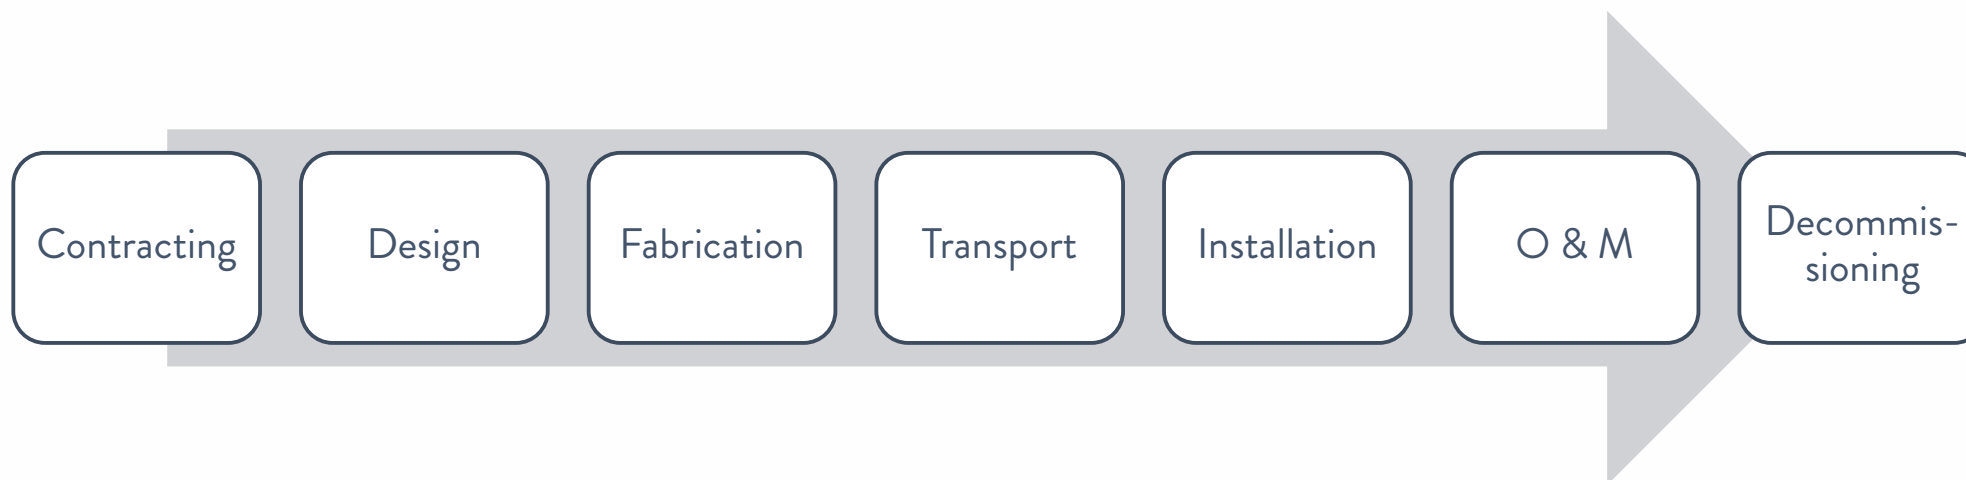 Contracting
Design
Fabrication
Transport
Installation
O & M
Decommis-
sioning